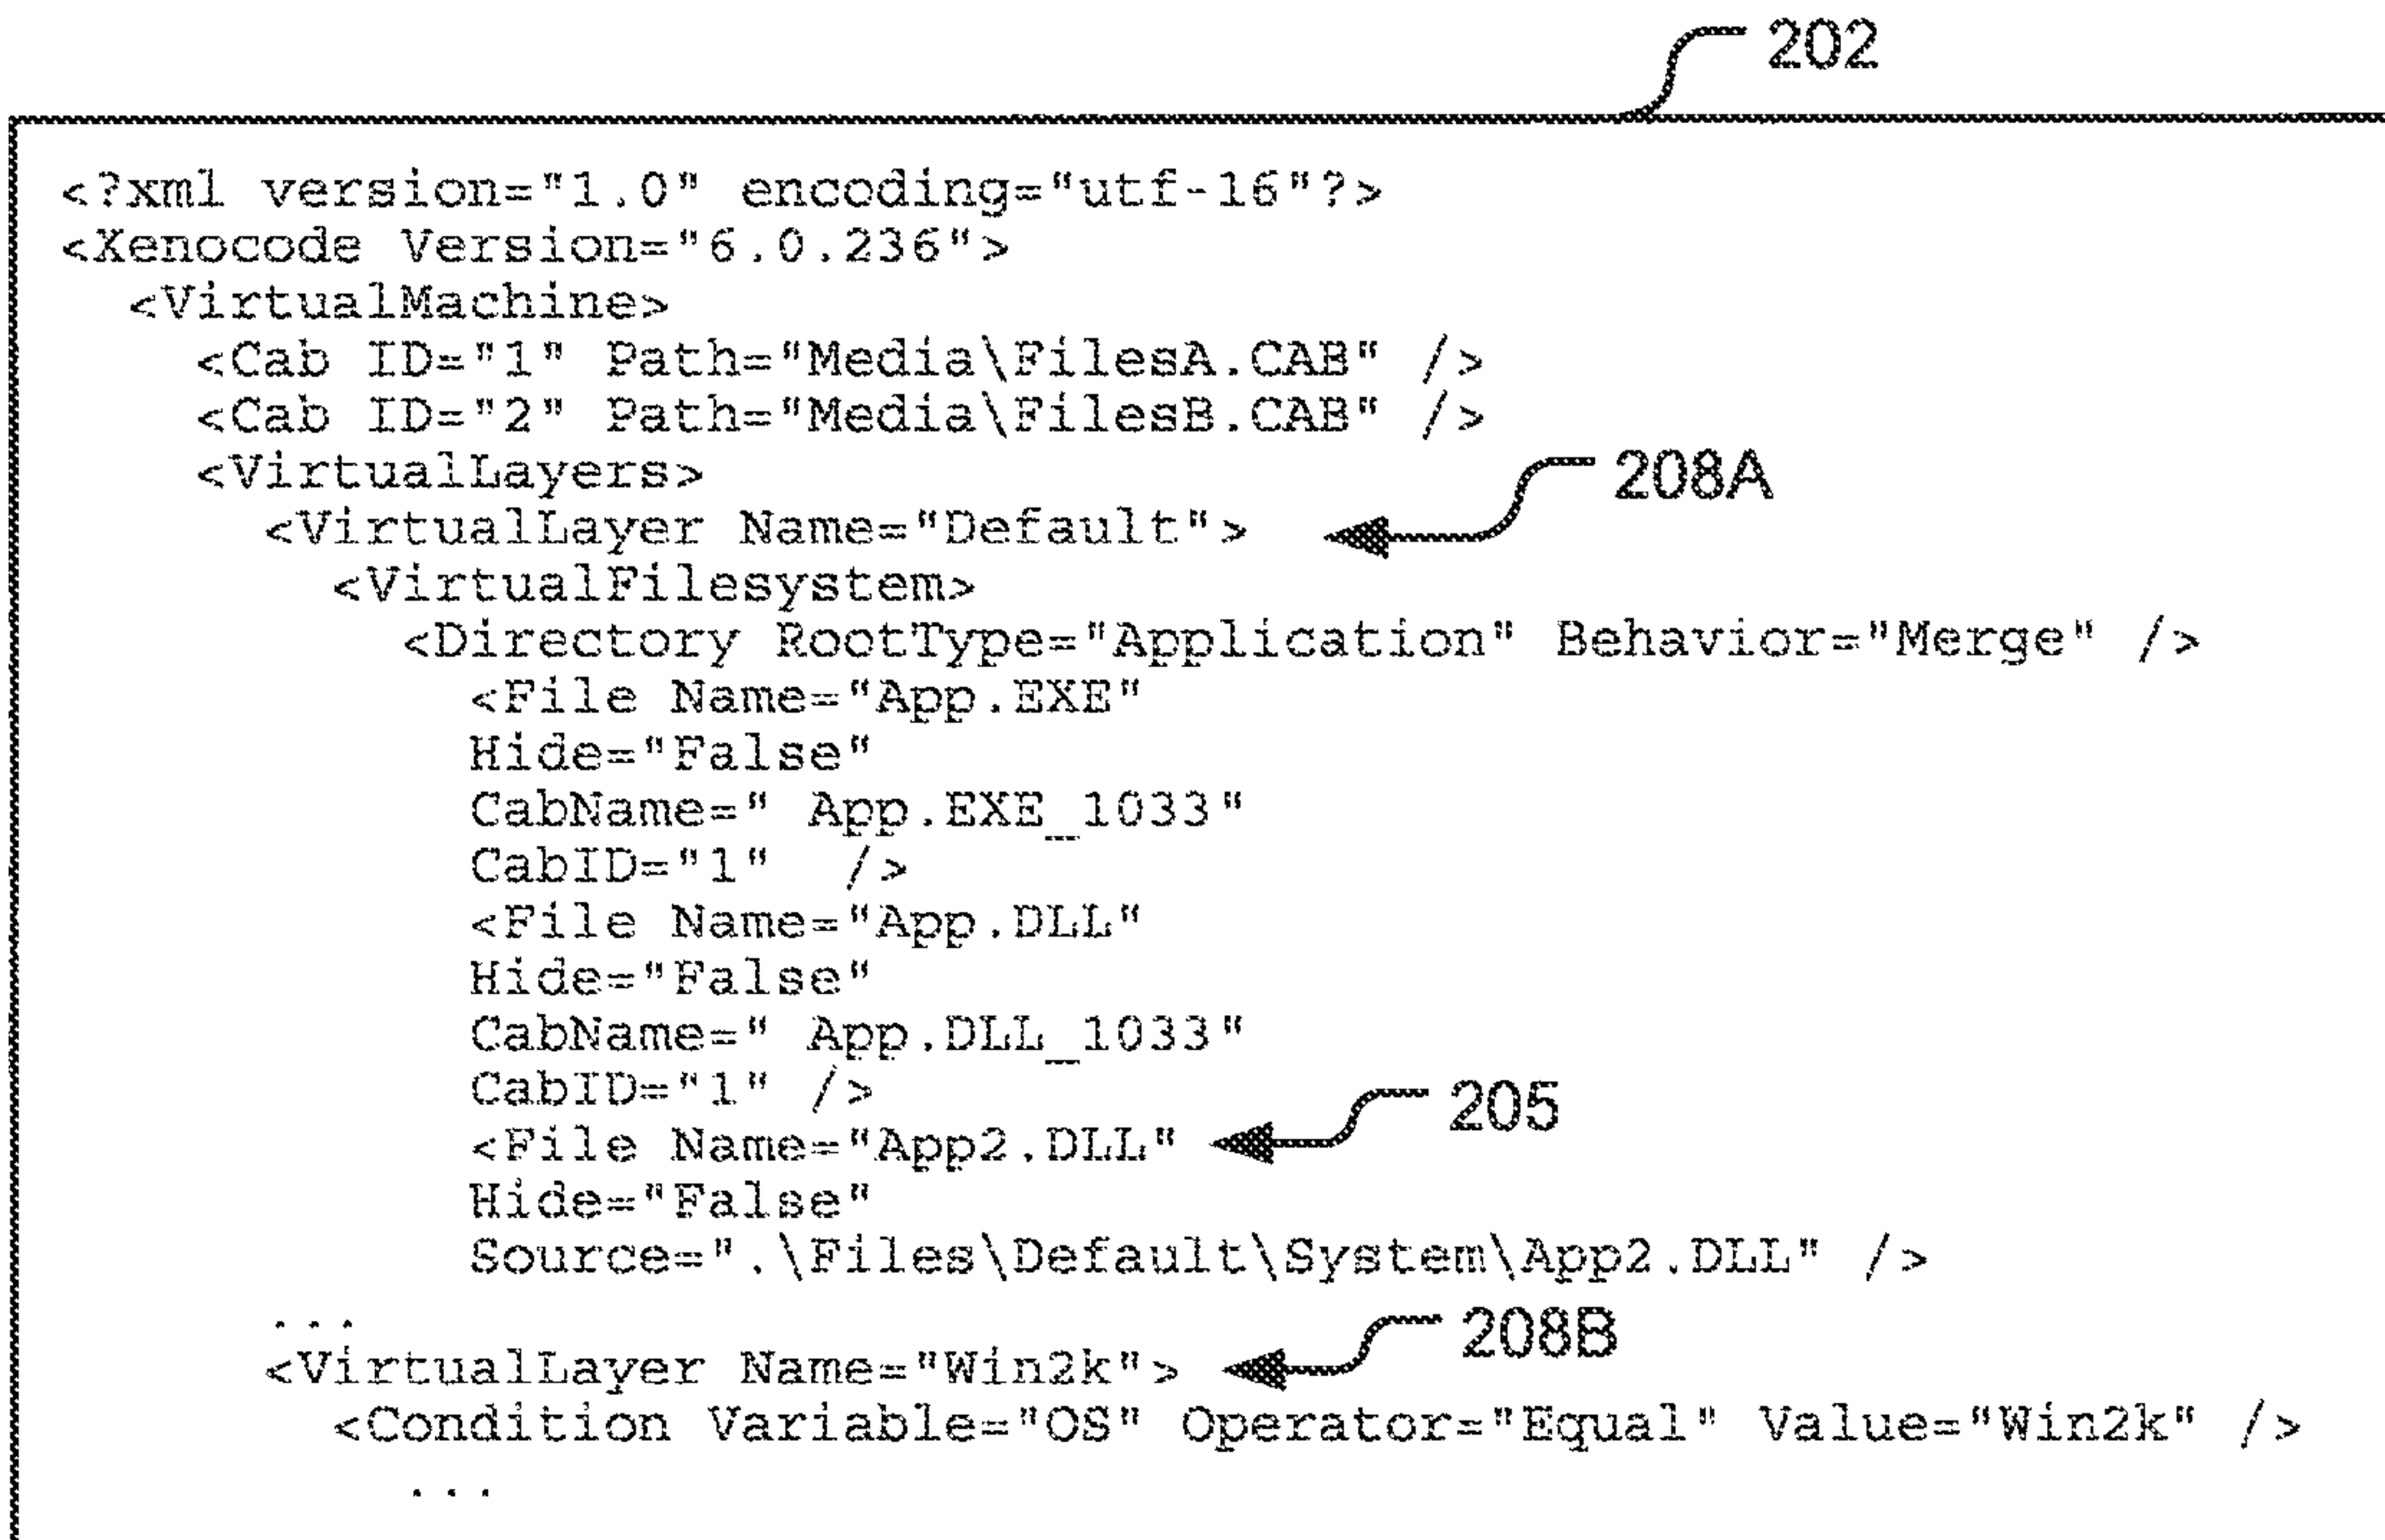 202
<?xml version="1.0" encoding="utf-16"?>
<Xenocode Version="6.0.236">
<VirtualMachine>
<Cab ID="1" Path="Media\FilesA.CAB" />
<Cab ID="2" Path="Media\FilesB.CAB" />
<VirtualLayers>
208A
<VirtualLayer Name="Default">
<VirtualFilesystem>
<Directory RootType="Application" Behavior="Merge" />
<File Name="App.EXE"
Hide="False"
CabName=" App.EXE_1033"
CabID="1"  />
<File Name="App.DLL"
Hide="False"
CabName=" App.DLL_1033"
CabID="1" />
205
<File Name="App2.DLL"
Hide="False"
Source=".\Files\Default\System\App2.DLL" />
...
208B
<VirtualLayer Name="Win2k">
<Condition Variable="OS" Operator="Equal" Value="Win2k" />
...